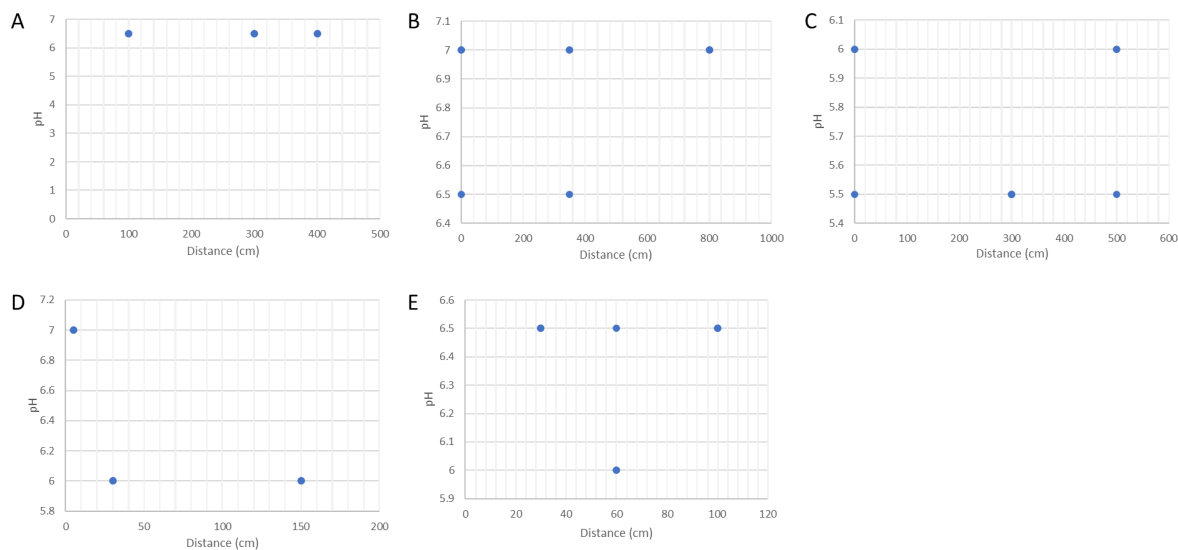 A
pH
7
6
5
4
3
2
1
0
0 100 200 300 400 500
Distance (cm)
B
pH
7.1
7
6.9
6.8
6.7
6.6
6.5
6.4
0 200 400 600 800 1000
Distance (cm)
C
pH
6.1
6
5.9
5.8
5.7
5.6
5.5
5.4
0 100 200 300 400 500 600
Distance (cm)
D
pH
7.2
7
6.8
6.6
6.4
6.2
6
5.8
0 50 100 150 200
Distance (cm)
E
pH
6.6
6.5
6.4
6.3
6.2
6.1
6
5.9
0 20 40 60 80 100 120
Distance (cm)